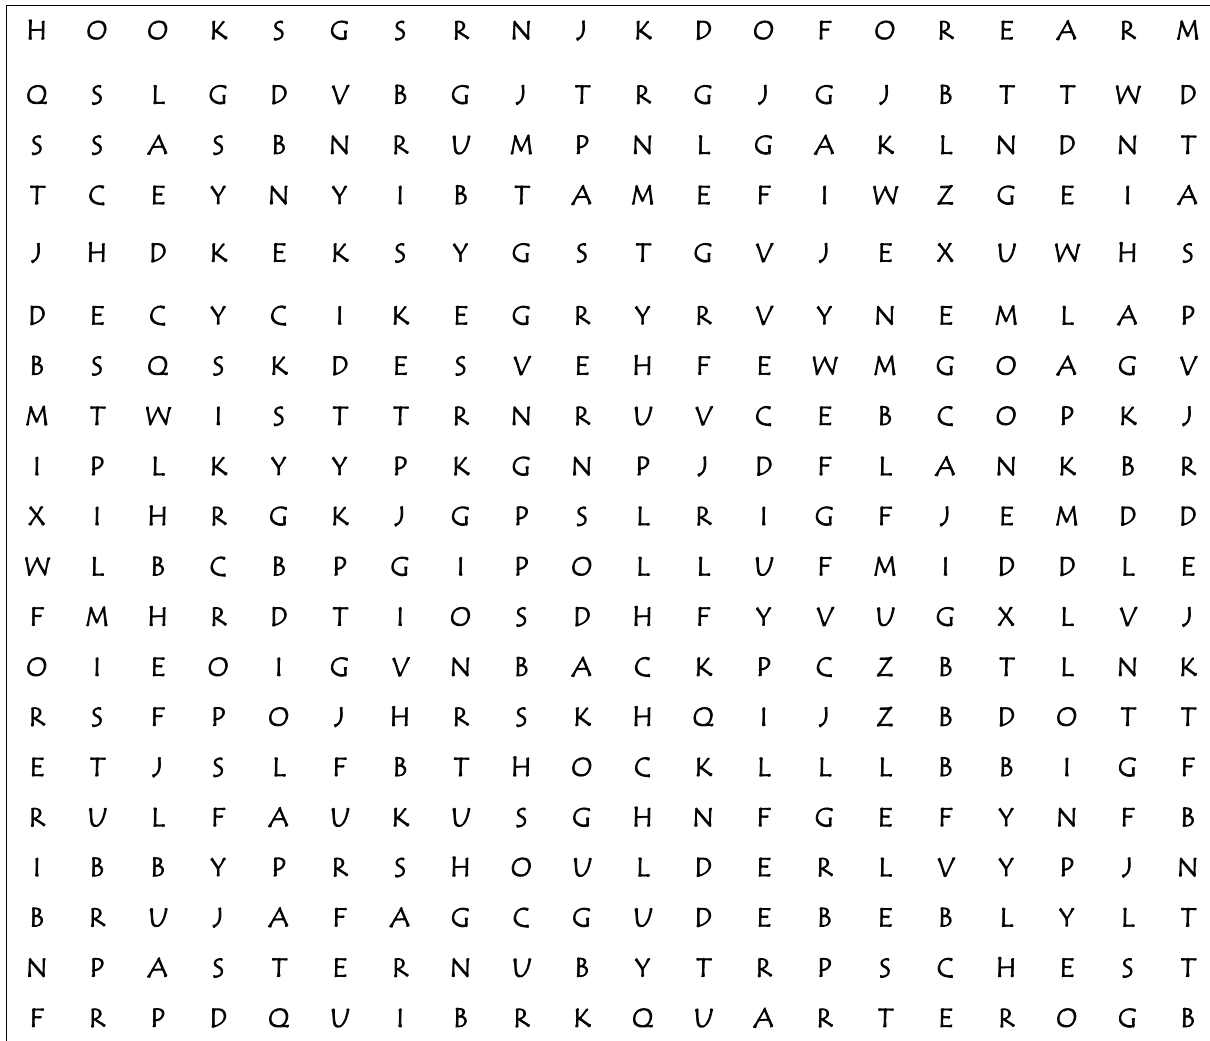 H O O K S G S R N J K D O F O R E A R M
Q S L G D V B G J T R G J G J B T T W D
S S A S B N R U M P N L G A K L N D N T
T C E Y N Y I B T A M E F I W Z G E I A
J H D K E K S Y G S T G V J E X U W H S
D E C Y C I K E G R Y R V Y N E M L A P
B S Q S K D E S V E H F E W M G O A G V
M T W I S T T R N R U V C E B C O P K J
I P L K Y Y P K G N P J D F L A N K B R
X I H R G K J G P S L R I G F J E M D D
W L B C B P G I P O L L U F M I D D L E
F M H R D T I O S D H F Y V U G X L V J
O I E O I G V N B A C K P C Z B T L N K
R S F P O J H R S K H Q I J Z B D O T T
E T J S L F B T H O C K L L L B B I G F
R U L F A U K U S G H N F G E F Y N F B
I B B Y P R S H O U L D E R L V Y P J N
B R U J A F A G C G U D E B E B L Y L T
N P A S T E R N U B Y T R P S C H E S T
F R P D Q U I B R K Q U A R T E R O G B